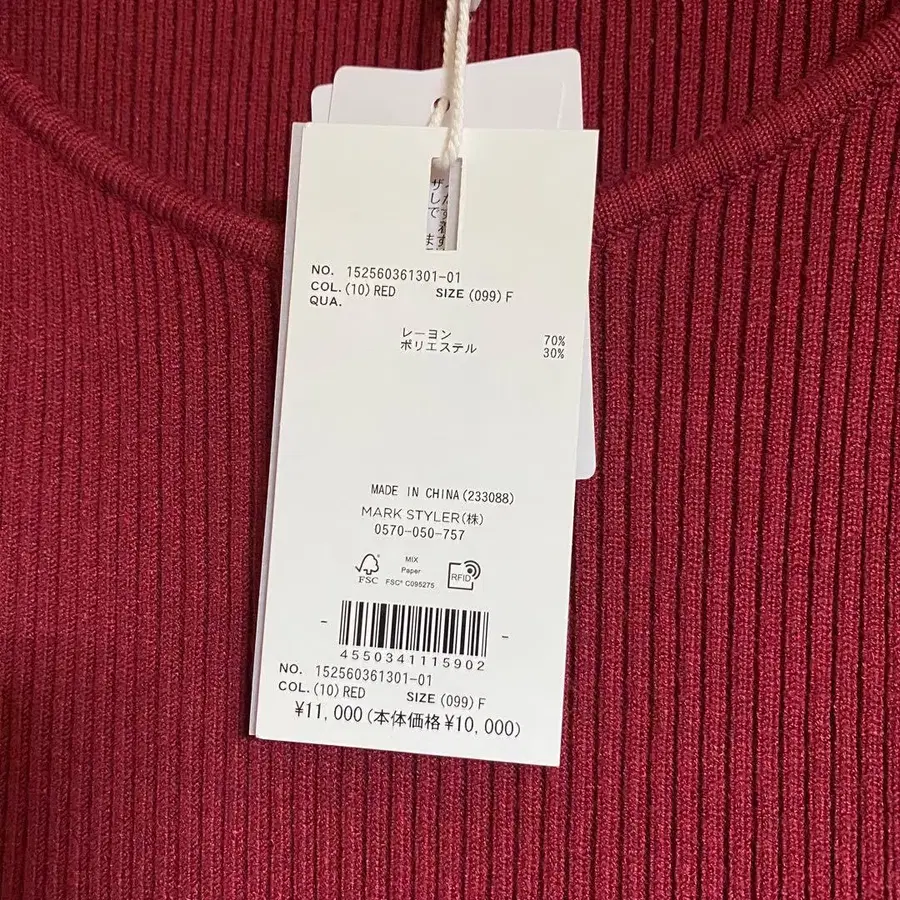 NO. 152560361301-01
COL. (10) RED SIZE (099) F
QUA.
レーヨン 70%
ポリエステル 30%
MADE IN CHINA (233088)
MARK STYLER(株)
0570-050-757
FSC
MIX
Paper
FSC® C095275
RFID
4550341115902
NO. 152560361301-01
COL. (10) RED SIZE (099) F
¥11,000(本体価格¥10,000)